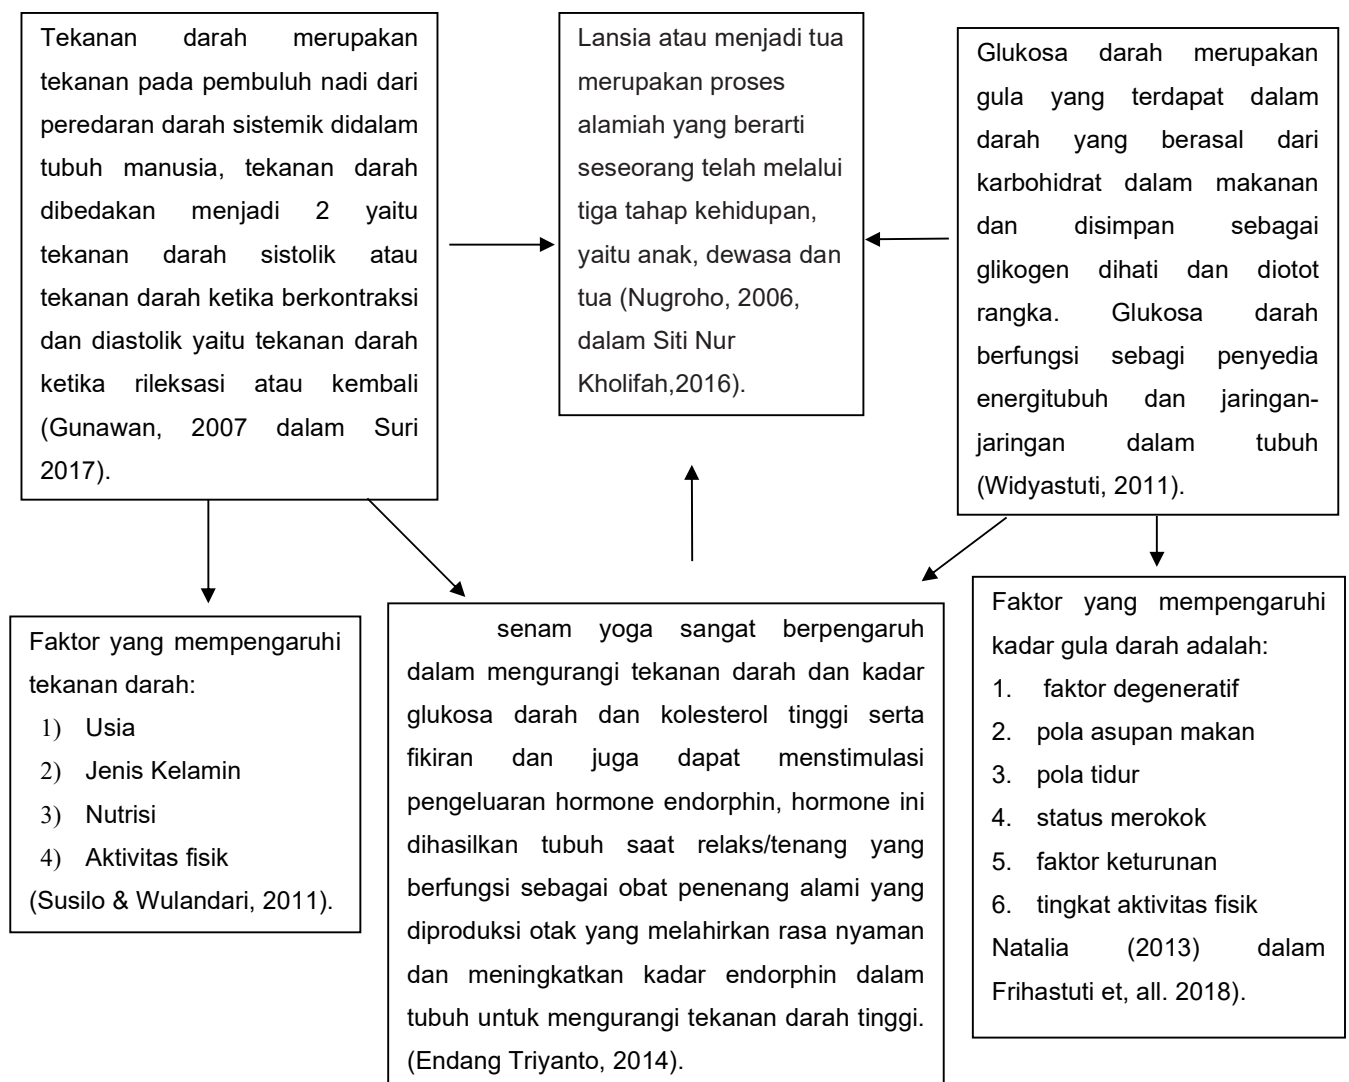 Tekanan darah merupakan
tekanan pada pembuluh nadi dari
peredaran darah sistemik didalam
tubuh manusia, tekanan darah
dibedakan menjadi 2 yaitu
tekanan darah sistolik atau
tekanan darah ketika berkontraksi
dan diastolik yaitu tekanan darah
ketika rileksasi atau kembali
(Gunawan, 2007 dalam Suri
2017).
Lansia atau menjadi tua
merupakan proses
alamiah yang berarti
seseorang telah melalui
tiga tahap kehidupan,
yaitu anak, dewasa dan
tua (Nugroho, 2006,
dalam Siti Nur
Kholifah,2016).
Glukosa darah merupakan
gula yang terdapat dalam
darah yang berasal dari
karbohidrat dalam makanan
dan disimpan sebagai
glikogen dihati dan diotot
rangka. Glukosa darah
berfungsi sebagi penyedia
energitubuh dan jaringan-
jaringan dalam tubuh
(Widyastuti, 2011).
Faktor yang mempengaruhi
tekanan darah:
1) Usia
2) Jenis Kelamin
3) Nutrisi
4) Aktivitas fisik
(Susilo & Wulandari, 2011).
senam yoga sangat berpengaruh
dalam mengurangi tekanan darah dan kadar
glukosa darah dan kolesterol tinggi serta
fikiran dan juga dapat menstimulasi
pengeluaran hormone endorphin, hormone ini
dihasilkan tubuh saat relaks/tenang yang
berfungsi sebagai obat penenang alami yang
diproduksi otak yang melahirkan rasa nyaman
dan meningkatkan kadar endorphin dalam
tubuh untuk mengurangi tekanan darah tinggi.
(Endang Triyanto, 2014).
Faktor yang mempengaruhi
kadar gula darah adalah:
1. faktor degeneratif
2. pola asupan makan
3. pola tidur
4. status merokok
5. faktor keturunan
6. tingkat aktivitas fisik
Natalia (2013) dalam
Frihastuti et, all. 2018).